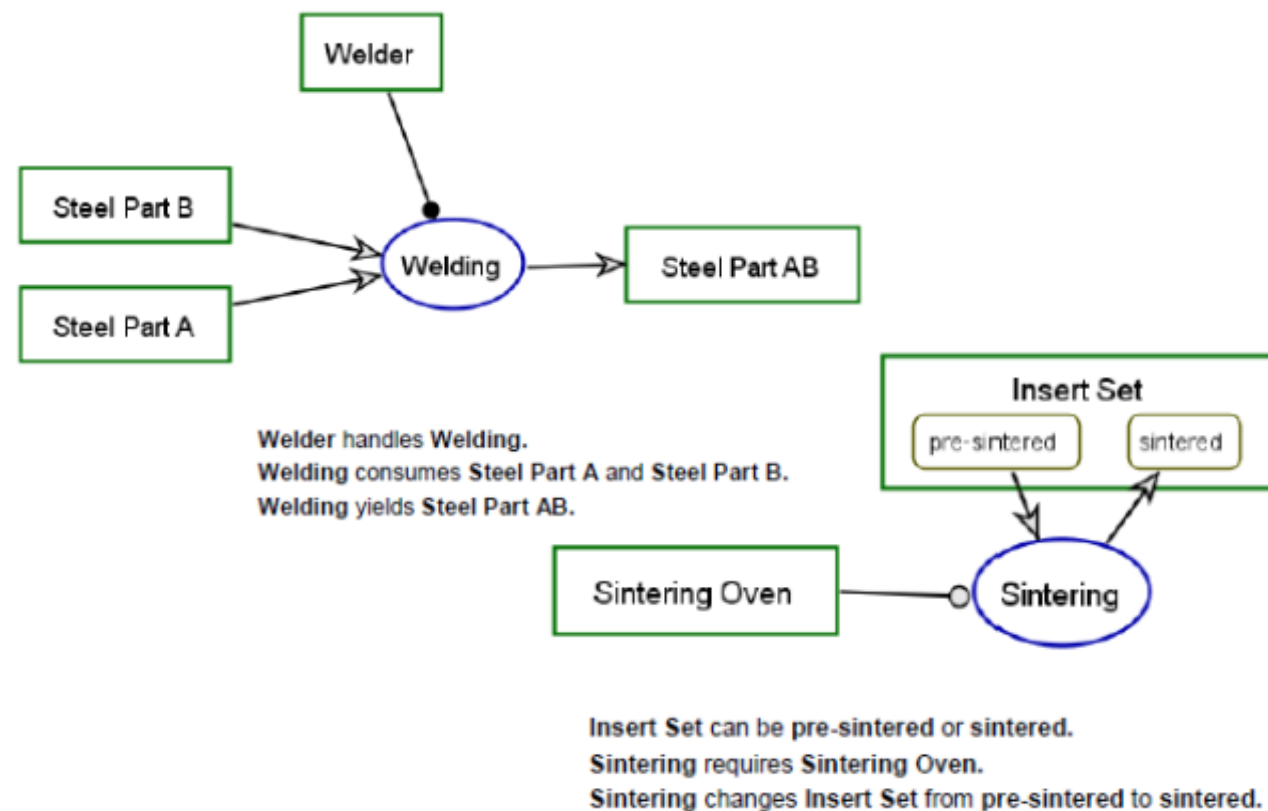 Welder
Steel Part B
Welding
Steel Part AB
Steel Part A
Welder handles Welding.
Welding consumes Steel Part A and Steel Part B.
Welding yields Steel Part AB.
Insert Set
pre-sintered
sintered
Sintering Oven
Sintering
Insert Set can be pre-sintered or sintered.
Sintering requires Sintering Oven.
Sintering changes Insert Set from pre-sintered to sintered.